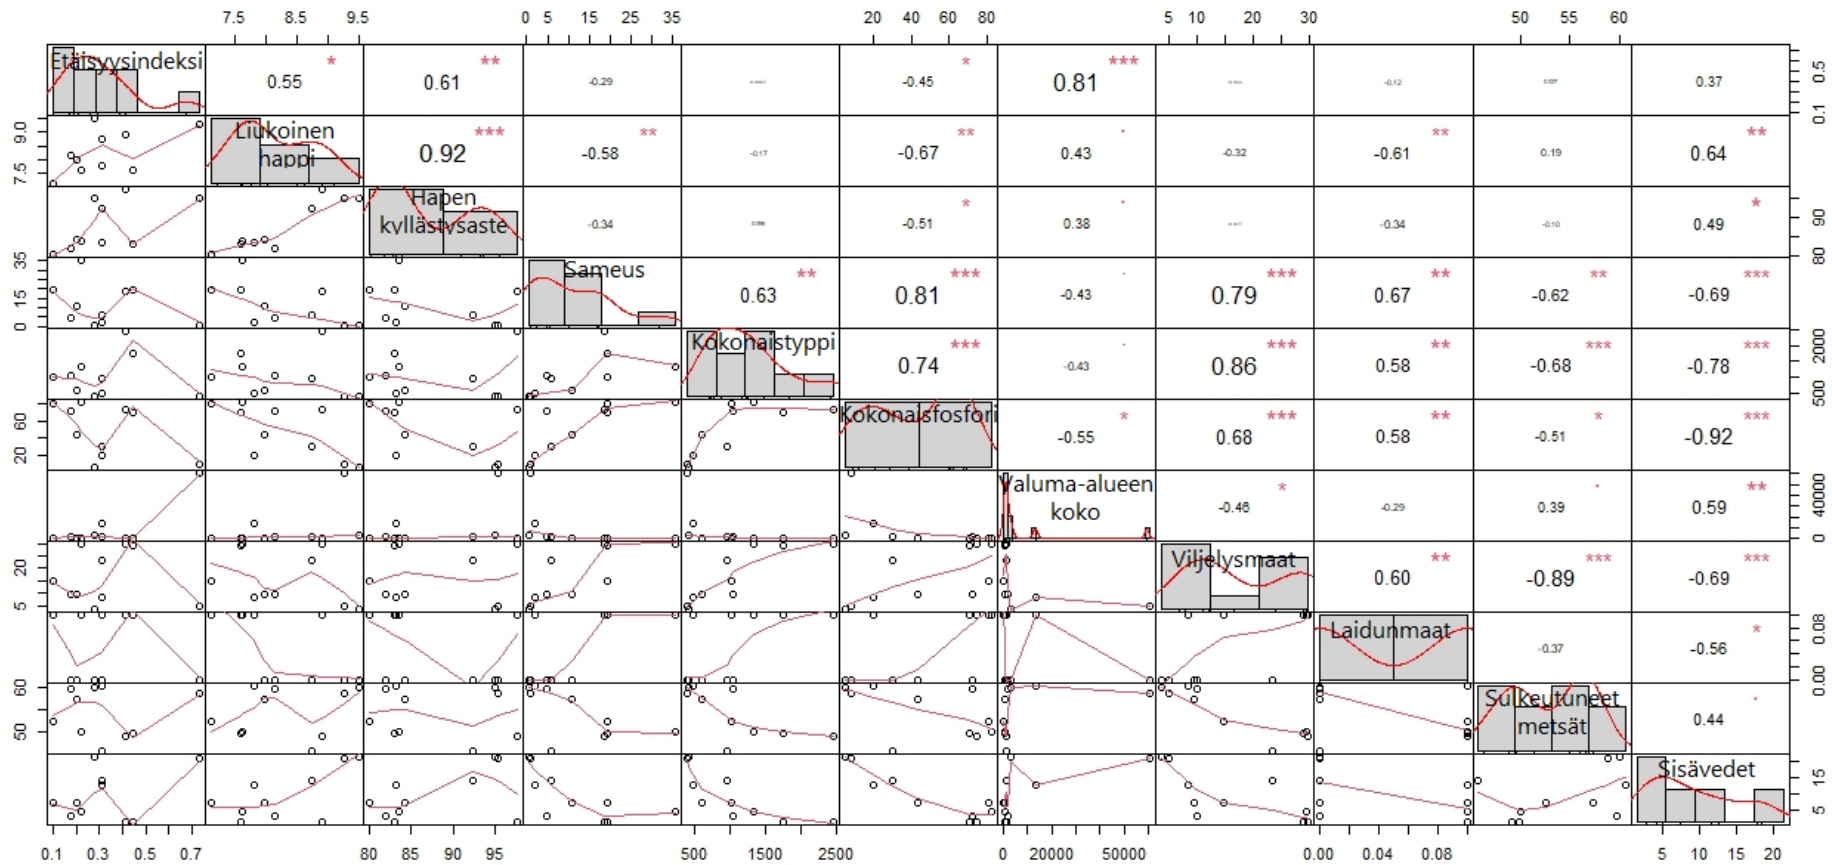 7.5 8.5 9.5 0 5 15 25 35 20 40 60 80 5 10 20 30 50 55 60
Etäisyysindeksi 0.55 * 0.61 ** -0.29 -0.45 * 0.81 *** -0.12 0.37 0.1 0.5
7.5 9.0 Liukoinen
happi 0.92 *** -0.58 ** -0.17 -0.67 ** 0.43 . -0.32 -0.61 ** 0.19 0.64 **
Hapen
kyllästysaste -0.34 -0.51 * 0.38 . -0.34 -0.10 0.49 * 80 90
0 15 35 Sameus 0.63 ** 0.81 *** -0.43 . 0.79 *** 0.67 ** -0.62 ** -0.69 ***
Kokonaistyppi 0.74 *** -0.43 . 0.86 *** 0.58 ** -0.68 *** -0.78 *** 500 2000
20 60 Kokonaisfosfori -0.55 * 0.68 *** 0.58 ** -0.51 * -0.92 ***
Valuma-alueen
koko -0.46 * -0.29 0.39 . 0.59 ** 0 40000
5 20 Viljelysmaat 0.60 ** -0.89 *** -0.69 ***
Laidunmaat -0.37 -0.56 * 0.00 0.08
50 60 Sulkeutuneet
metsät 0.44 .
Sisävedet 5 15
0.1 0.3 0.5 0.7 80 85 90 95 500 1500 2500 0 20000 50000 0.00 0.04 0.08 5 10 15 20